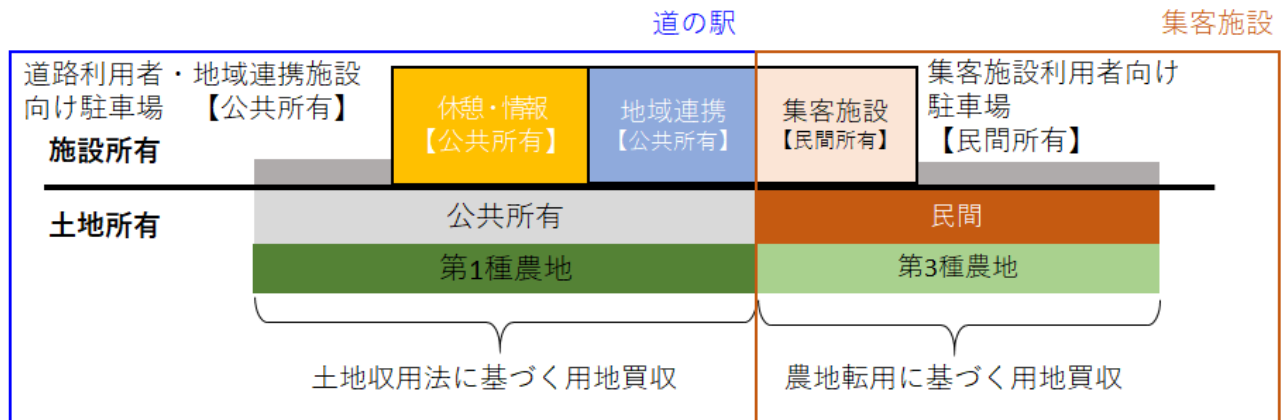 道の駅
集客施設
道路利用者・地域連携施設
向け駐車場 【公共所有】
休憩・情報
【公共所有】
地域連携
【公共所有】
集客施設
【民間所有】
集客施設利用者向け
駐車場
【民間所有】
施設所有
土地所有
公共所有
民間
第1種農地
第3種農地
土地収用法に基づく用地買収
農地転用に基づく用地買収